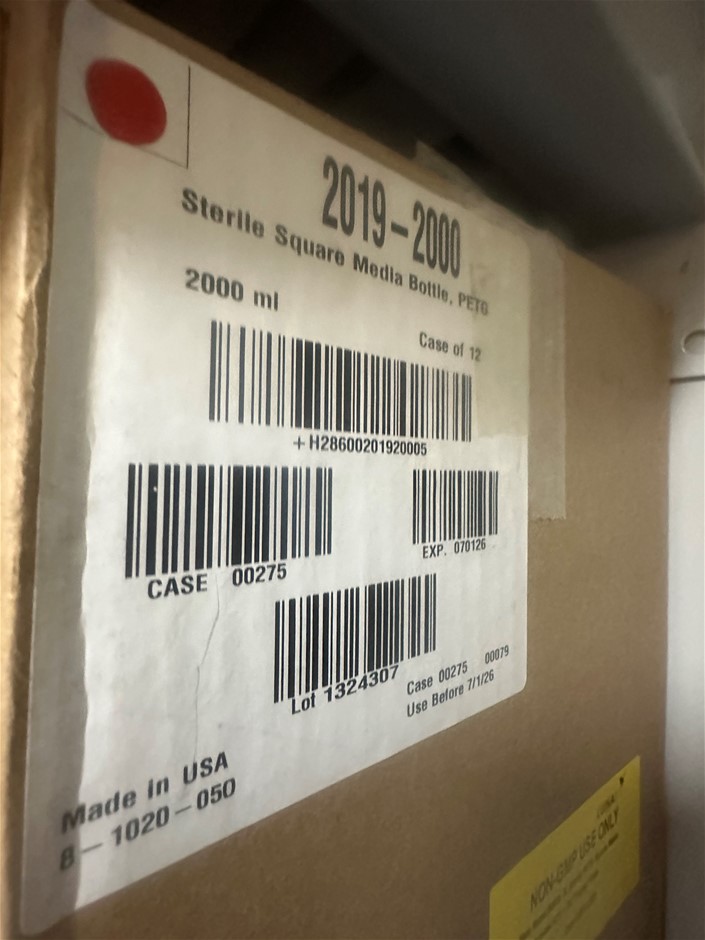 2019-2000
Sterile Square Media Bottle, PETG
2000 ml
Case of 12
+H28600201920005
CASE 00275
EXP. 070126
Lot 1324307
Case 00275 00079
Use Before 7/1/26
Made in USA
8-1020-050
NON-GMP USE ONLY